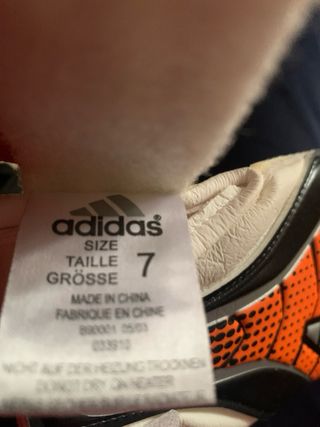 adidas
SIZE
TAILLE
GRÖSSE 7
MADE IN CHINA
FABRIQUE EN CHINE
B90001 05/03
033910
NICHT AUF DER HEIZUNG TROCKNEN
DO NOT DRY ON HEATER